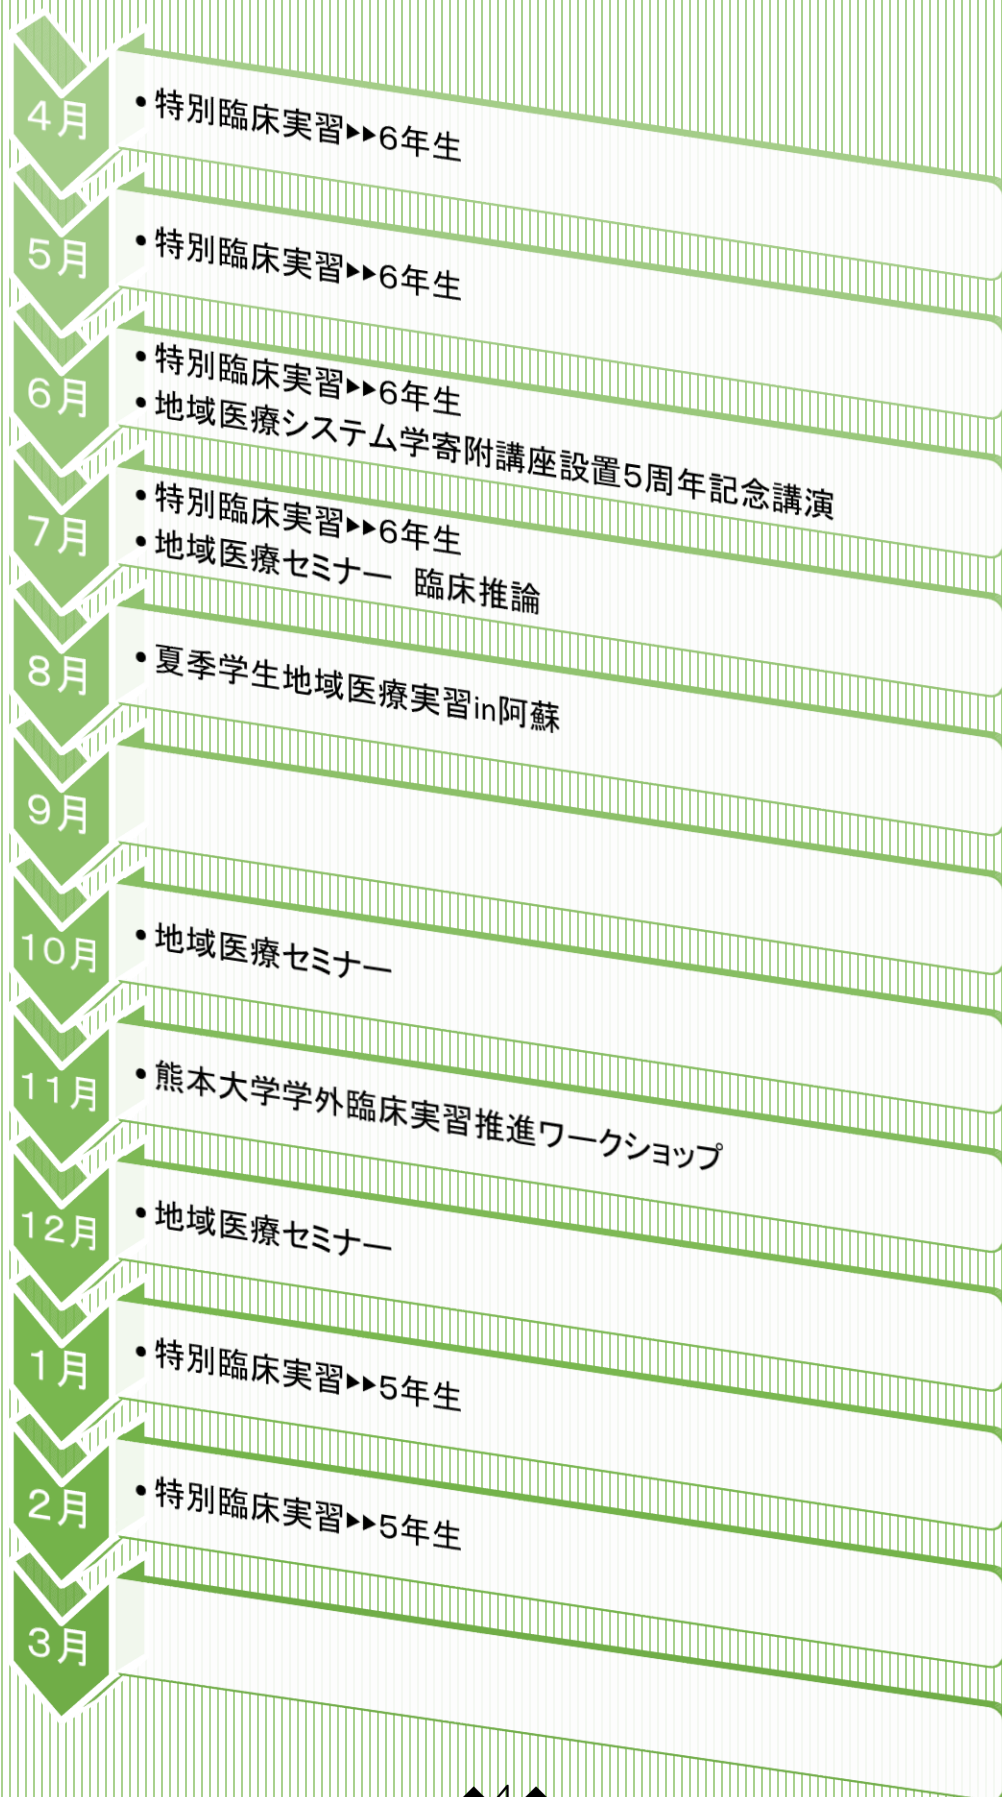 4月
•特別臨床実習▶▶6年生
5月
•特別臨床実習▶▶6年生
6月
•特別臨床実習▶▶6年生
•地域医療システム学寄附講座設置5周年記念講演
7月
•特別臨床実習▶▶6年生
•地域医療セミナー　臨床推論
8月
•夏季学生地域医療実習in阿蘇
9月
10月
•地域医療セミナー
11月
•熊本大学学外臨床実習推進ワークショップ
12月
•地域医療セミナー
1月
•特別臨床実習▶▶5年生
2月
•特別臨床実習▶▶5年生
3月
◆ 4 ◆